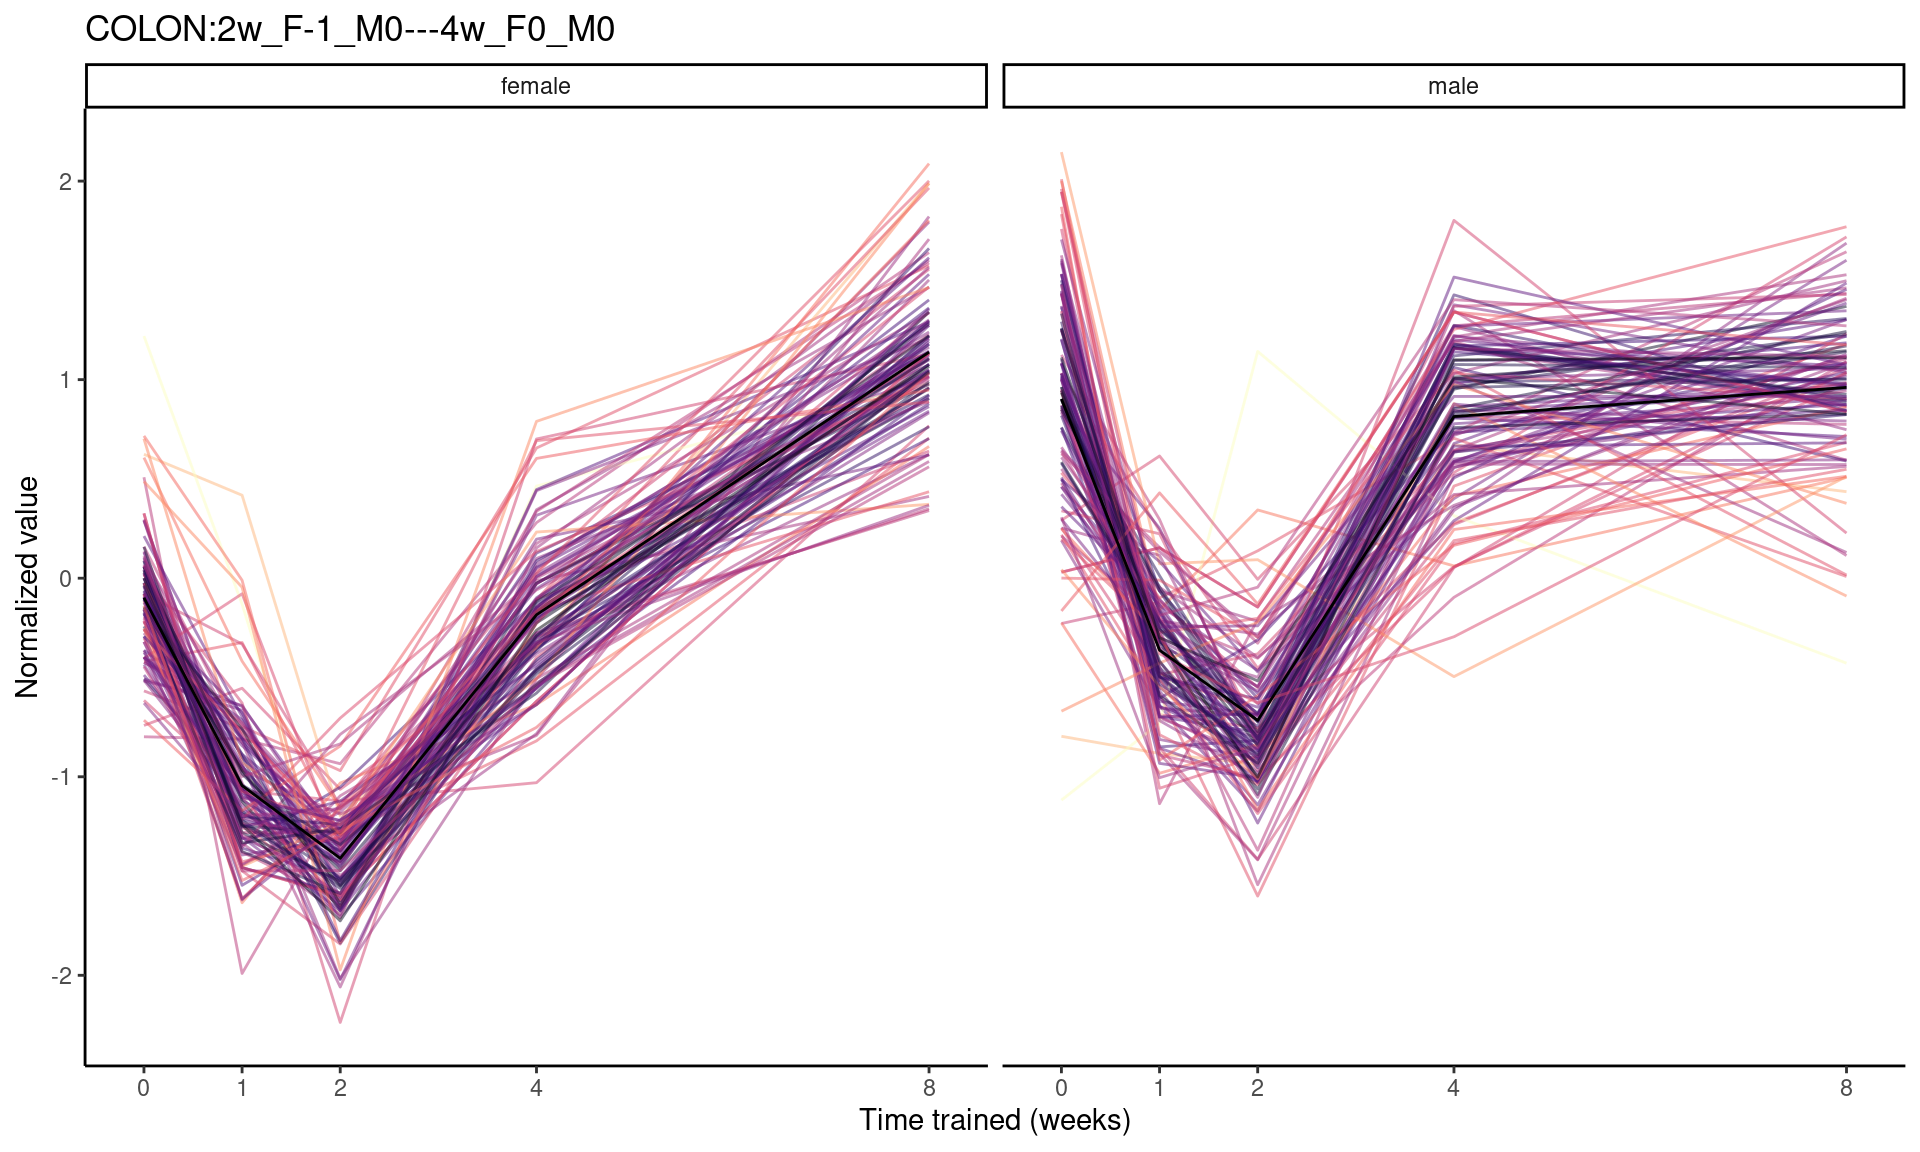 COLON:2w_F-1_M0---4w_F0_M0
female
male
Normalized value
2
1
0
-1
-2
0 1 2 4 8
0 1 2 4 8
Time trained (weeks)